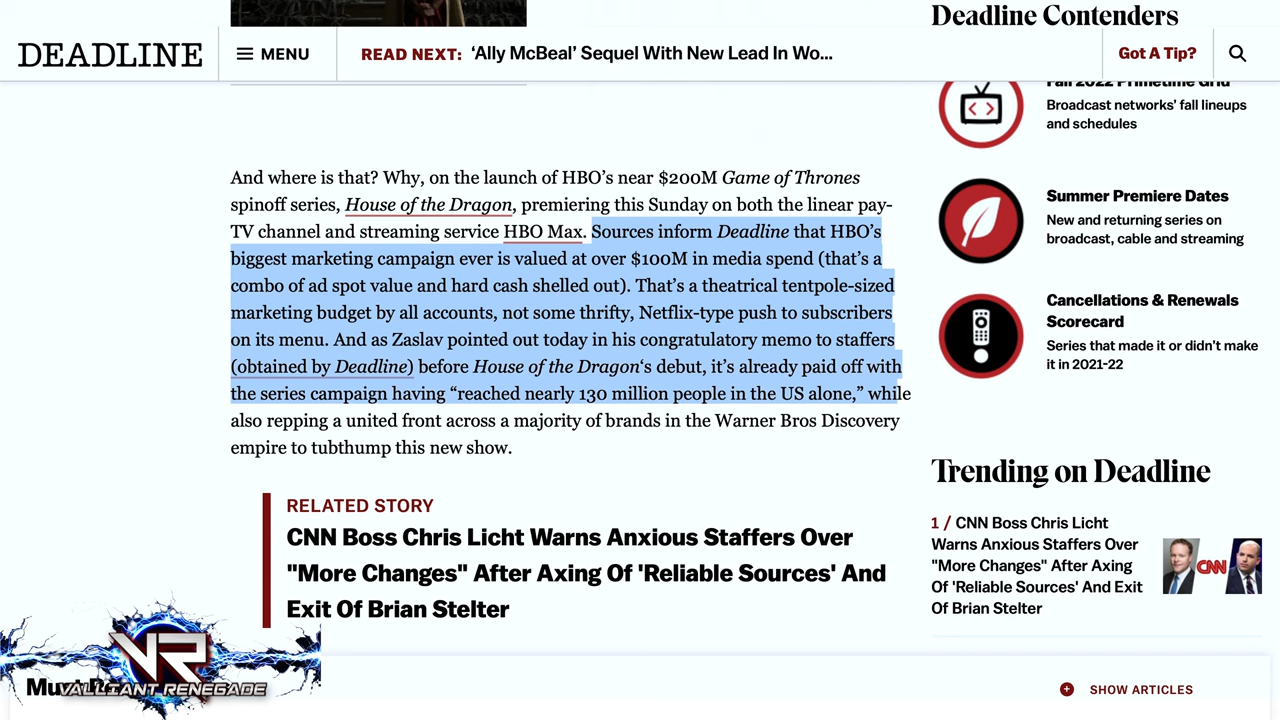 Deadline Contenders
DEADLINE
MENU
READ NEXT: ‘Ally McBeal’ Sequel With New Lead In Wo...
Got A Tip?
Fall 2022 Primetime Grid
Broadcast networks’ fall lineups
and schedules
And where is that? Why, on the launch of HBO’s near $200M Game of Thrones
spinoff series, House of the Dragon, premiering this Sunday on both the linear pay-
TV channel and streaming service HBO Max. Sources inform Deadline that HBO’s
biggest marketing campaign ever is valued at over $100M in media spend (that’s a
combo of ad spot value and hard cash shelled out). That’s a theatrical tentpole-sized
marketing budget by all accounts, not some thrifty, Netflix-type push to subscribers
on its menu. And as Zaslav pointed out today in his congratulatory memo to staffers
(obtained by Deadline) before House of the Dragon‘s debut, it’s already paid off with
the series campaign having “reached nearly 130 million people in the US alone,” while
also repping a united front across a majority of brands in the Warner Bros Discovery
empire to tubthump this new show.
Summer Premiere Dates
New and returning series on
broadcast, cable and streaming
Cancellations & Renewals
Scorecard
Series that made it or didn’t make
it in 2021-22
RELATED STORY
CNN Boss Chris Licht Warns Anxious Staffers Over
"More Changes" After Axing Of 'Reliable Sources' And
Exit Of Brian Stelter
Trending on Deadline
1 / CNN Boss Chris Licht
Warns Anxious Staffers Over
"More Changes" After Axing
Of 'Reliable Sources' And Exit
Of Brian Stelter
CNN
VR
VALLIANT RENEGADE
SHOW ARTICLES